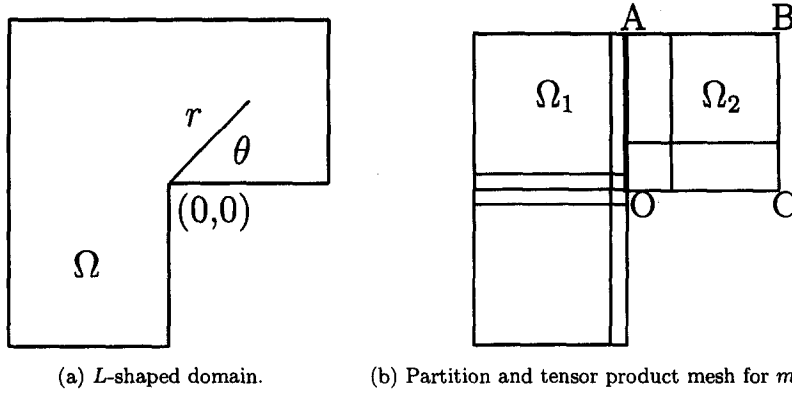 A B
r θ Ω₁ Ω₂
(0,0) O C
Ω
(a) L-shaped domain. (b) Partition and tensor product mesh for m